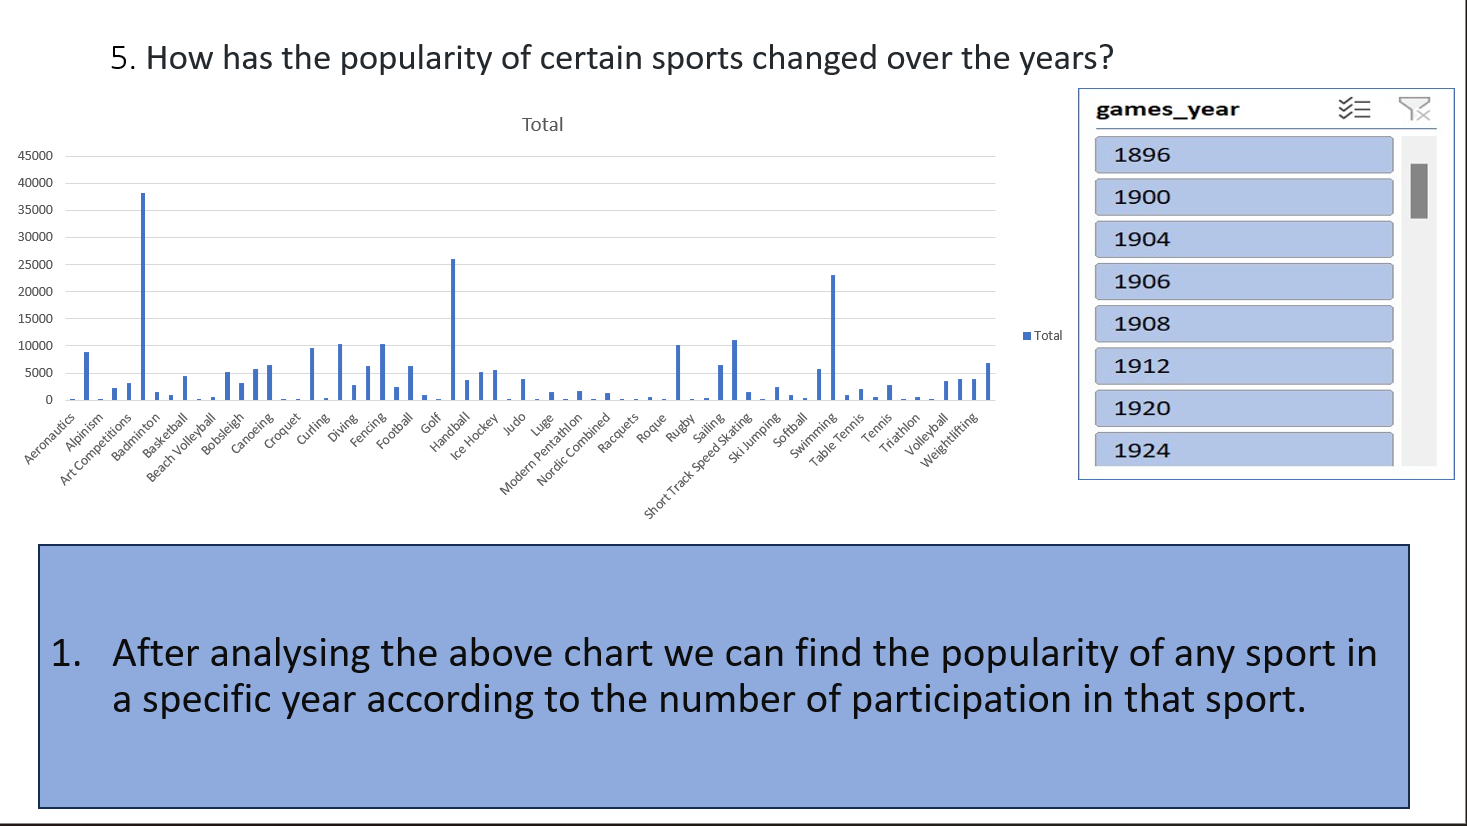 5. How has the popularity of certain sports changed over the years?
Total
45000
40000
35000
30000
25000
20000
15000
10000
5000
0
Aeronautics
Alpinism
Art Competitions
Badminton
Basketball
Beach Volleyball
Bobsleigh
Canoeing
Croquet
Curling
Diving
Fencing
Football
Golf
Handball
Ice Hockey
Judo
Luge
Modern Pentathlon
Nordic Combined
Racquets
Roque
Rugby
Sailing
Short Track Speed Skating
Ski Jumping
Softball
Swimming
Table Tennis
Tennis
Triathlon
Volleyball
Weightlifting
Total
games_year
1896
1900
1904
1906
1908
1912
1920
1924
1. After analysing the above chart we can find the popularity of any sport in
a specific year according to the number of participation in that sport.